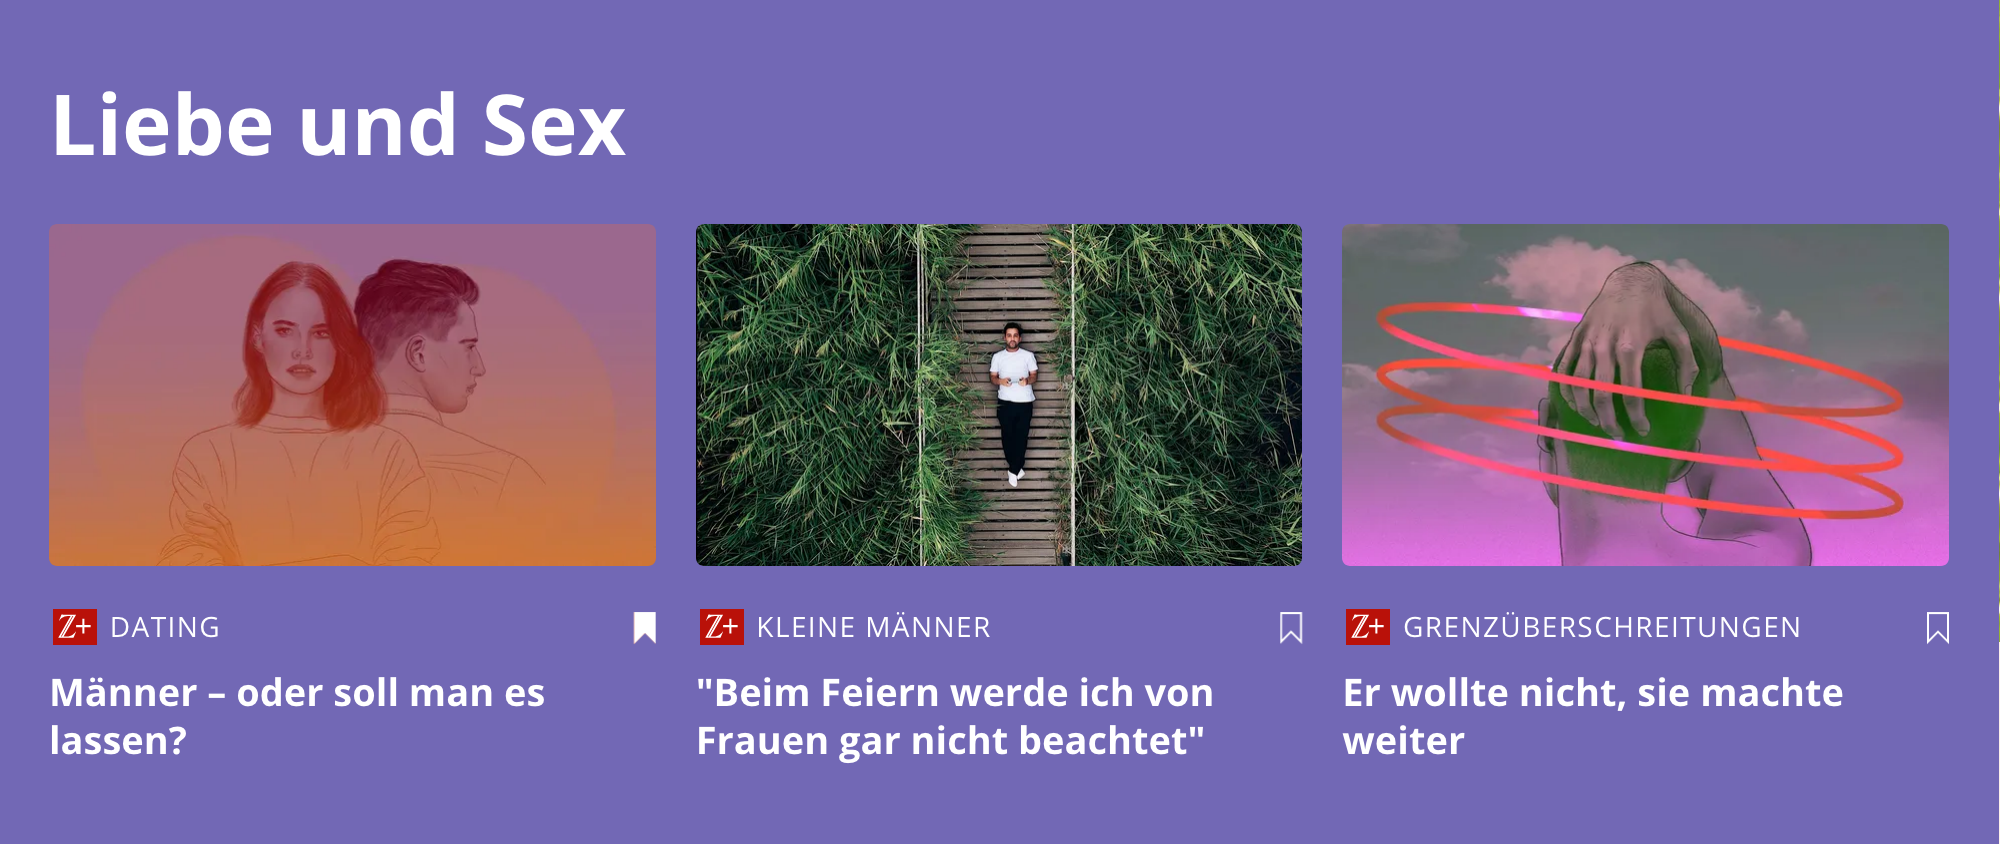 Liebe und Sex
Z+ DATING
Männer – oder soll man es
lassen?
Z+ KLEINE MÄNNER
"Beim Feiern werde ich von
Frauen gar nicht beachtet"
Z+ GRENZÜBERSCHREITUNGEN
Er wollte nicht, sie machte
weiter